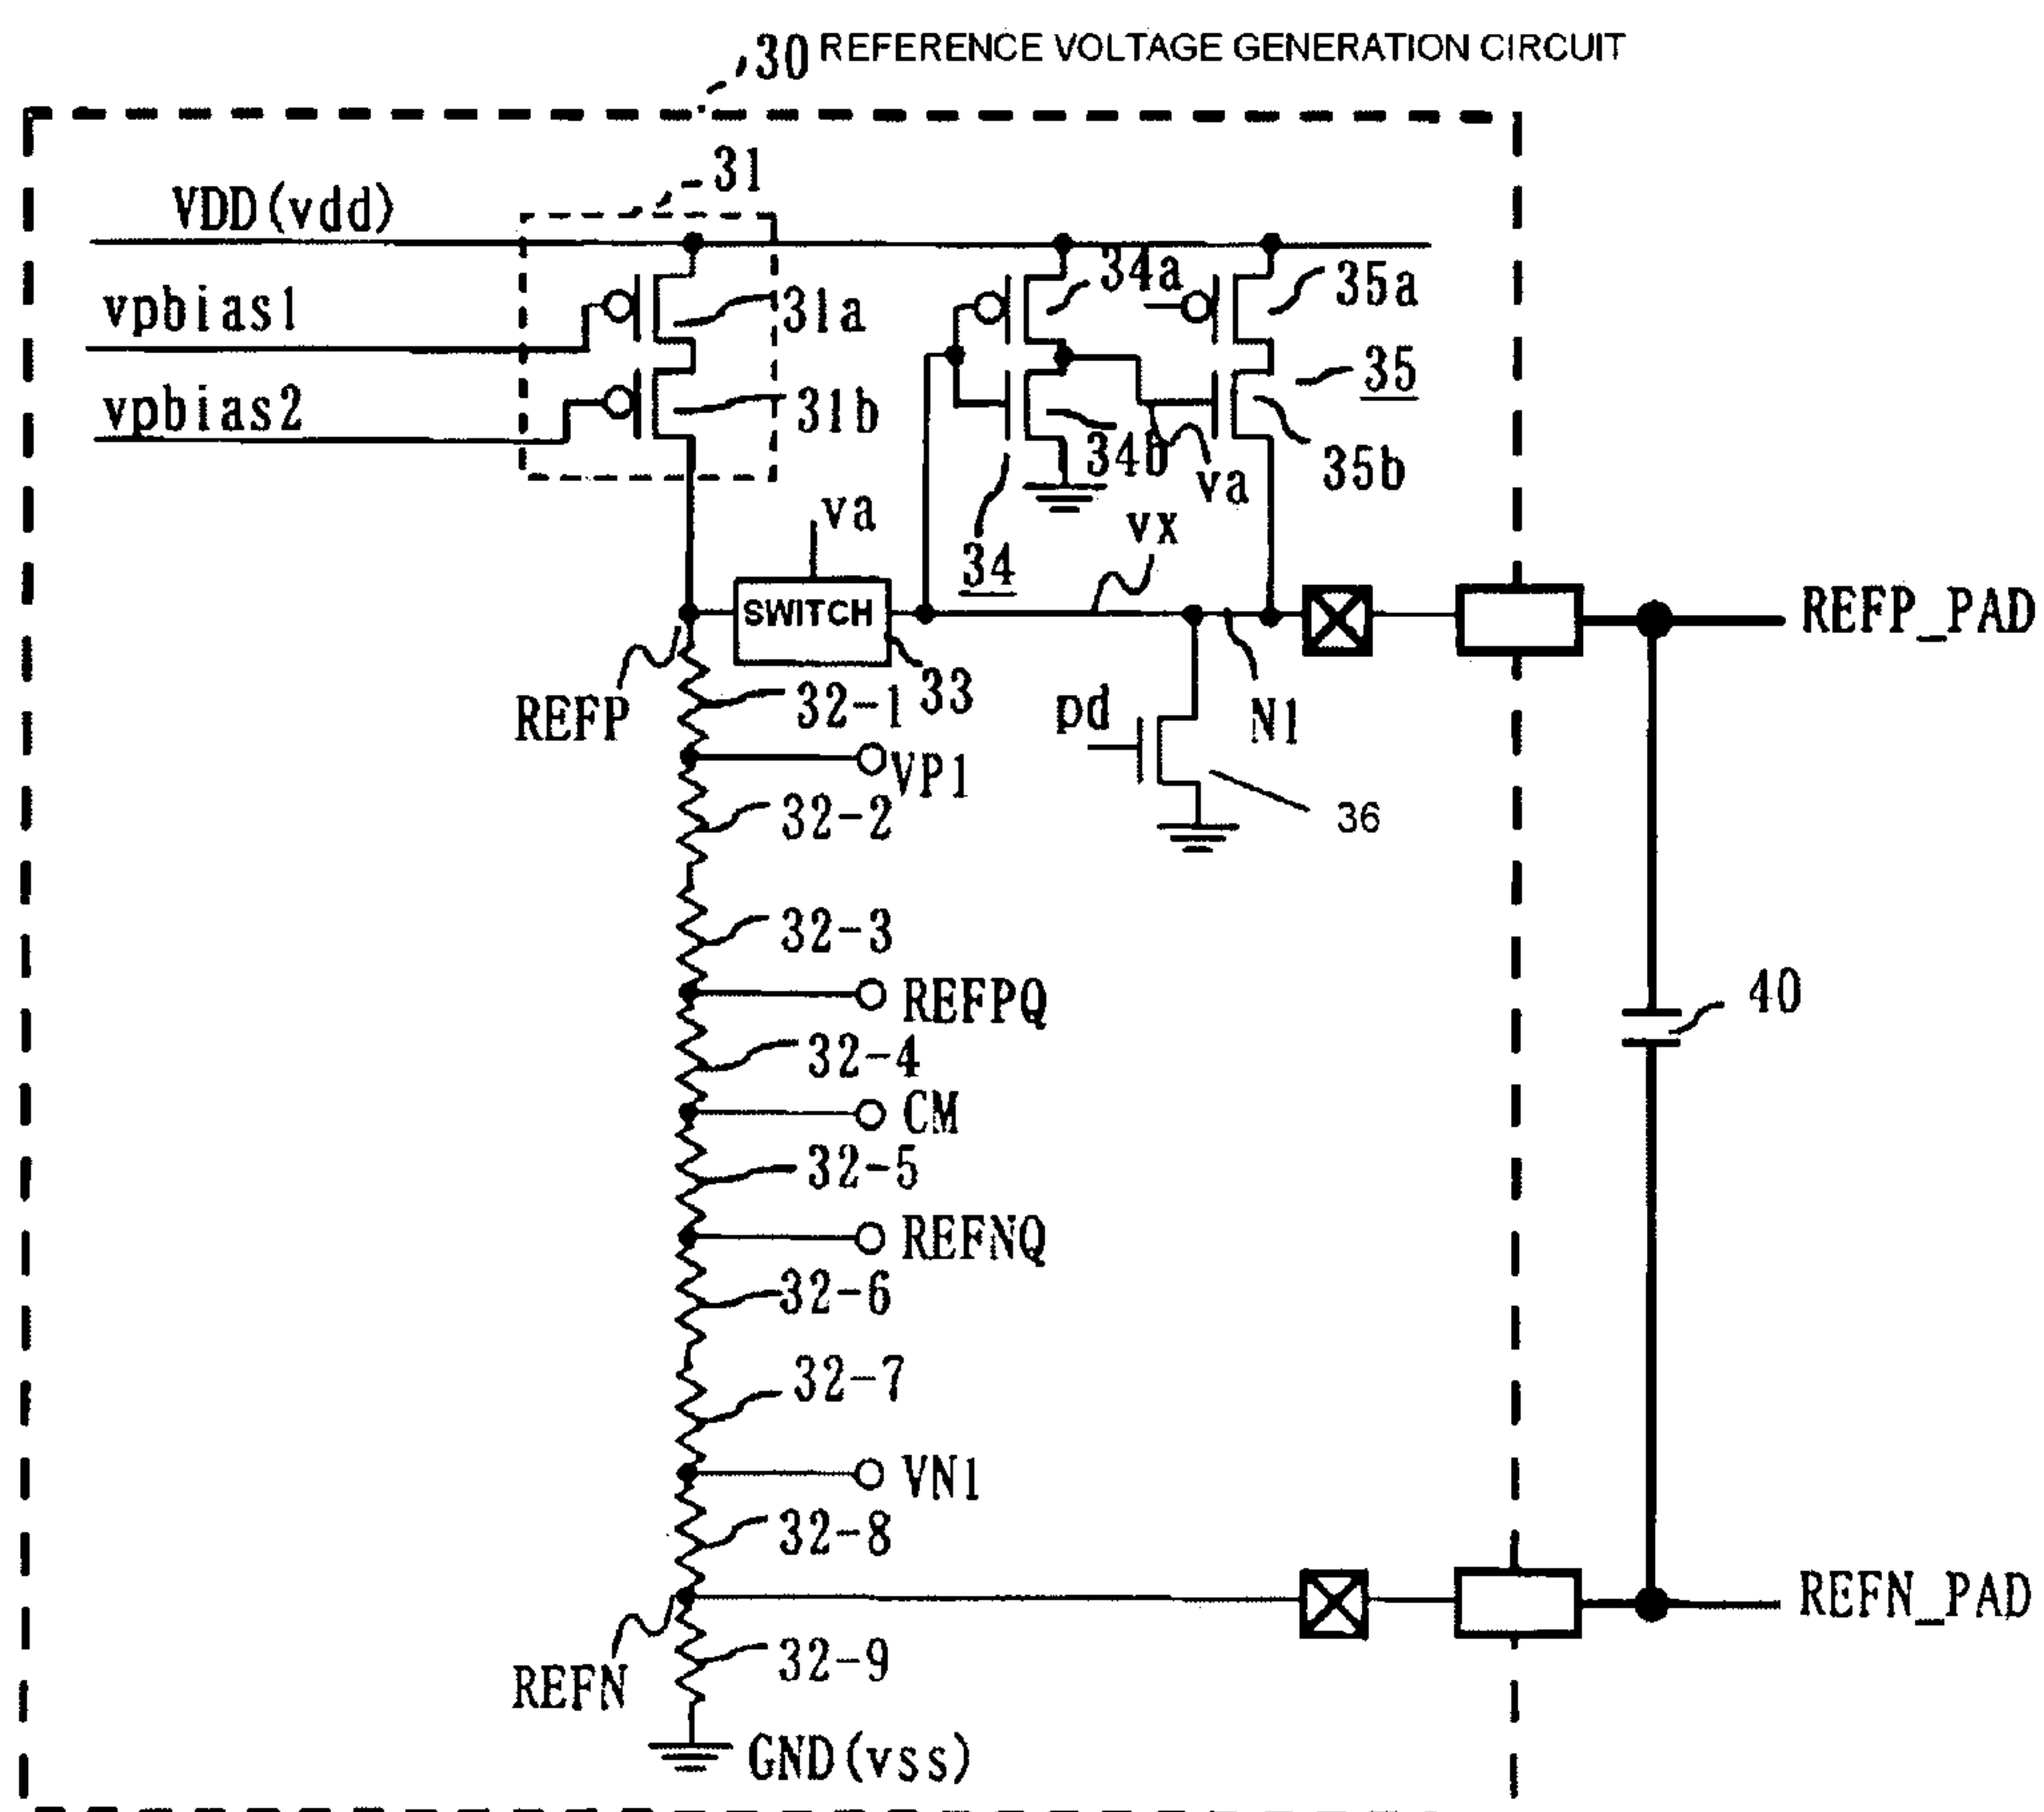 30 REFERENCE VOLTAGE GENERATION CIRCUIT
31
VDD(vdd)
34a
35a
vpbias1
31a
35
vpbias2
31b
34b
va
35b
va
vx
34
SWITCH
REFP_PAD
REFP
32-1
33
pd
N1
VP1
32-2
36
32-3
40
REFPQ
32-4
CM
32-5
REFNQ
32-6
32-7
VN1
32-8
REFN_PAD
REFN
32-9
GND(vss)